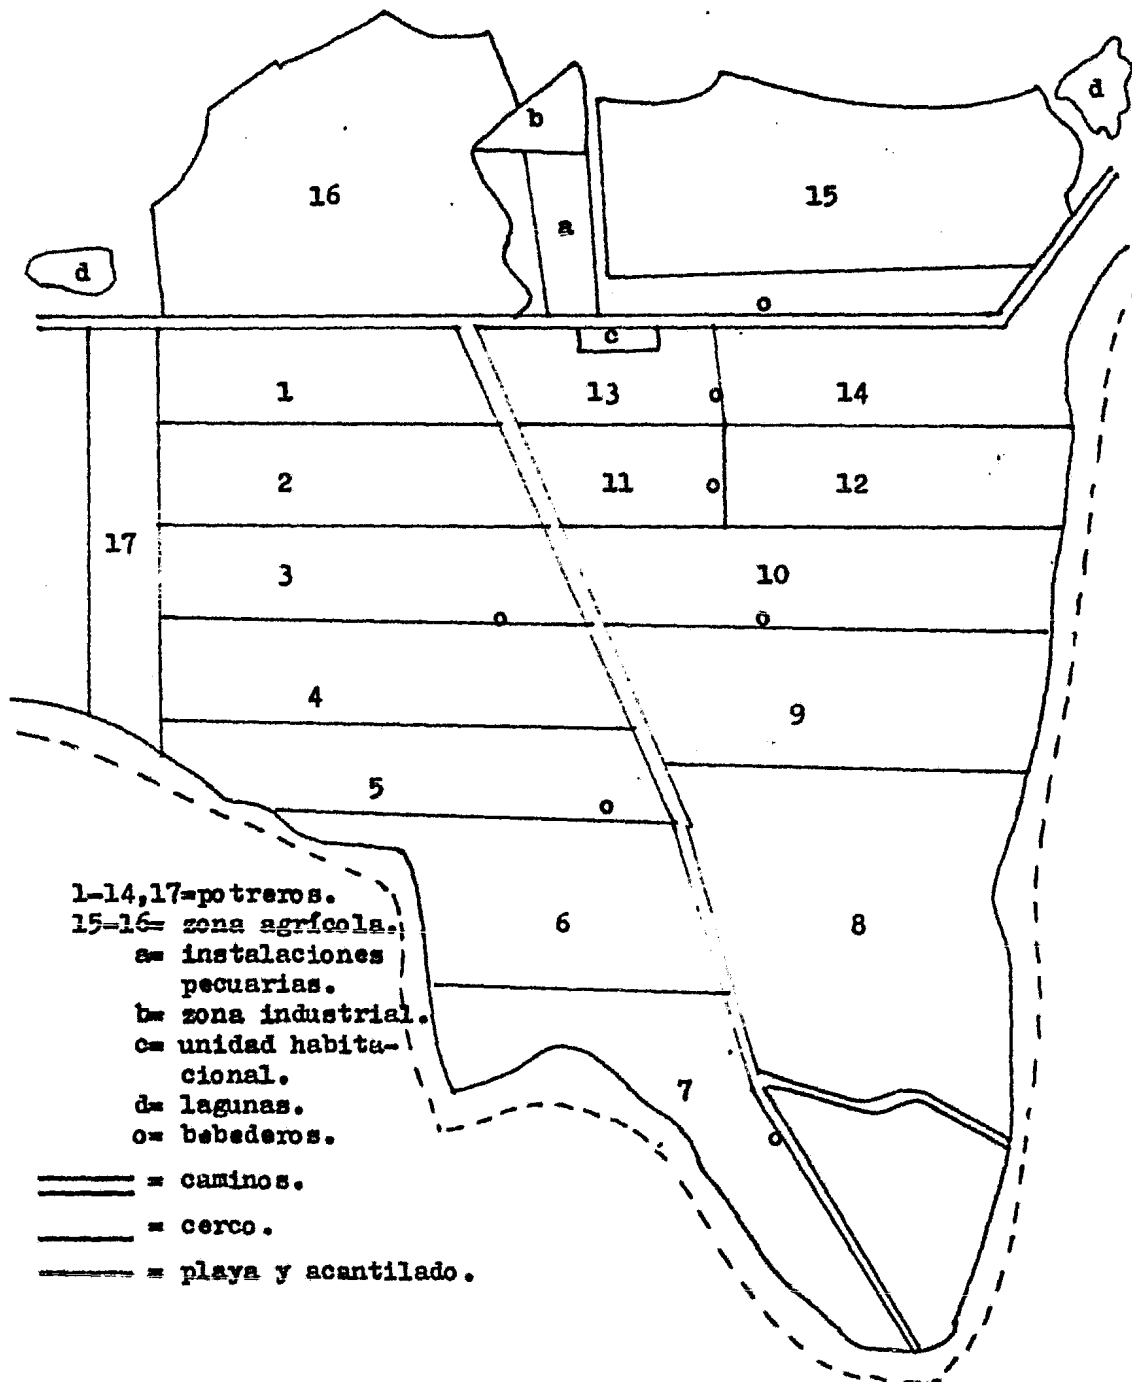 d
b
16
15
a
d
o
c
1
13
o
14
2
11
o
12
17
3
10
o
o
4
9
5
o
1-14,17=potreros.
15-16= zona agrícola.
6
8
a= instalaciones
pecuarias.
b= zona industrial.
c= unidad habita-
cional.
d= lagunas.
7
o= bebederos.
o
= caminos.
= cerco.
= playa y acantilado.